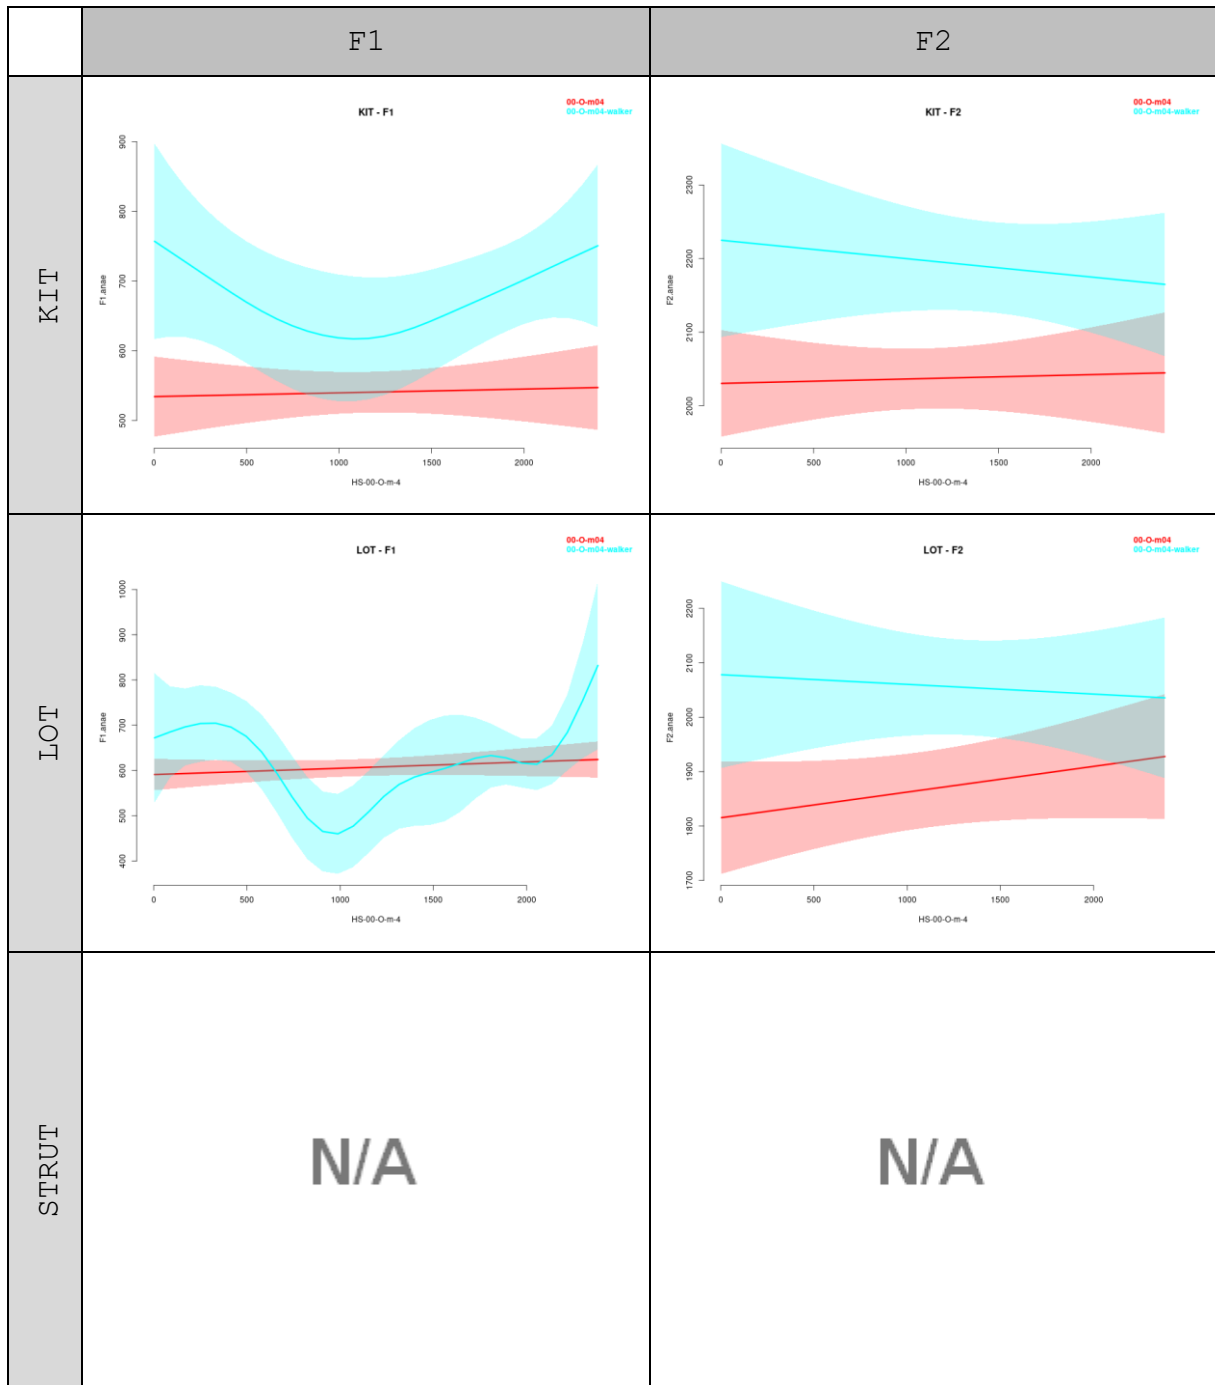 F1
F2
KIT
KIT - F1
00-O-m04
00-O-m04-walker
900
800
700
600
500
F1.anae
0
500
1000
1500
2000
HS-00-O-m-4
KIT - F2
00-O-m04
00-O-m04-walker
2300
2200
2100
2000
F2.anae
0
500
1000
1500
2000
HS-00-O-m-4
LOT
LOT - F1
00-O-m04
00-O-m04-walker
1000
900
800
700
600
500
400
F1.anae
0
500
1000
1500
2000
HS-00-O-m-4
LOT - F2
00-O-m04
00-O-m04-walker
2200
2100
2000
1900
1800
1700
F2.anae
0
500
1000
1500
2000
HS-00-O-m-4
STRUT
N/A
N/A